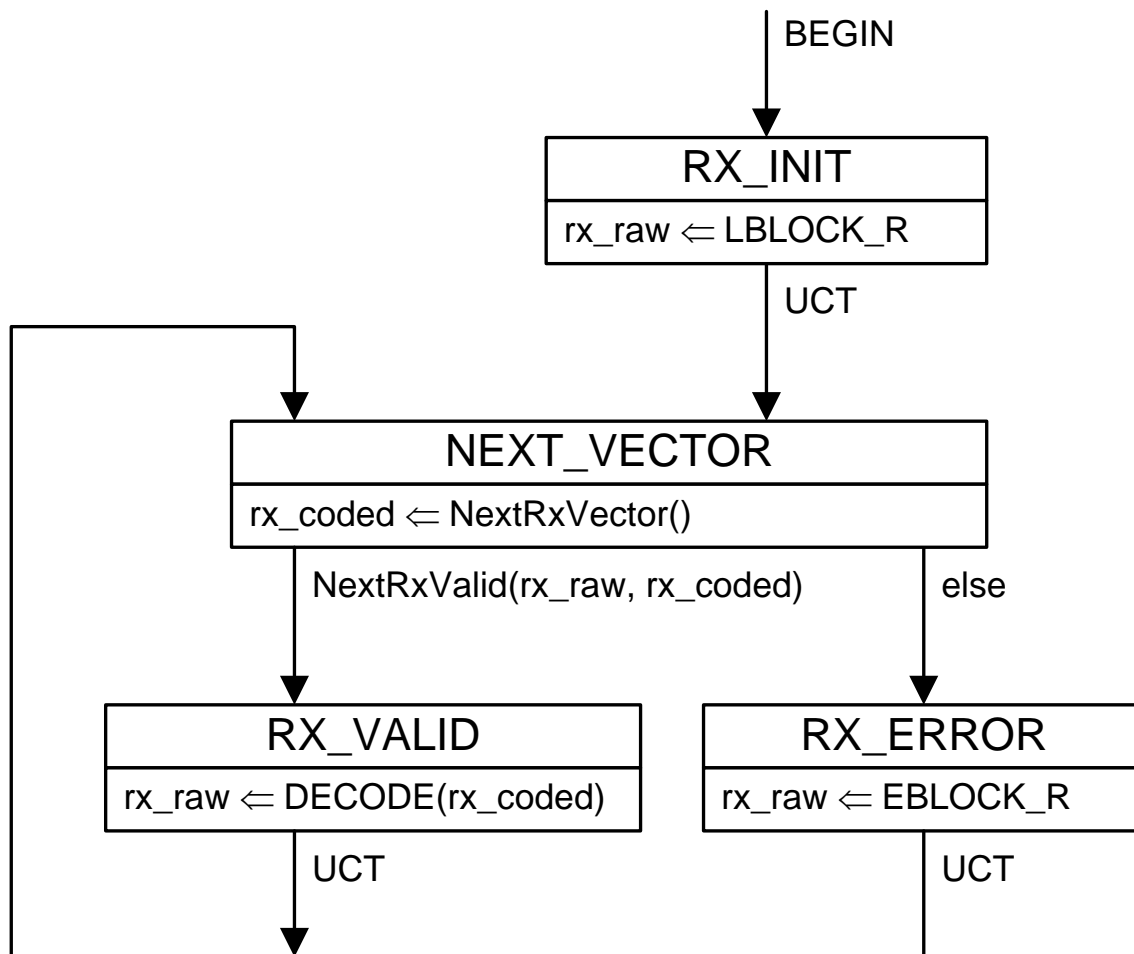 BEGIN
RX_INIT
rx_raw ⇐ LBLOCK_R
UCT
NEXT_VECTOR
rx_coded ⇐ NextRxVector()
NextRxValid(rx_raw, rx_coded)
else
RX_VALID
rx_raw ⇐ DECODE(rx_coded)
UCT
RX_ERROR
rx_raw ⇐ EBLOCK_R
UCT